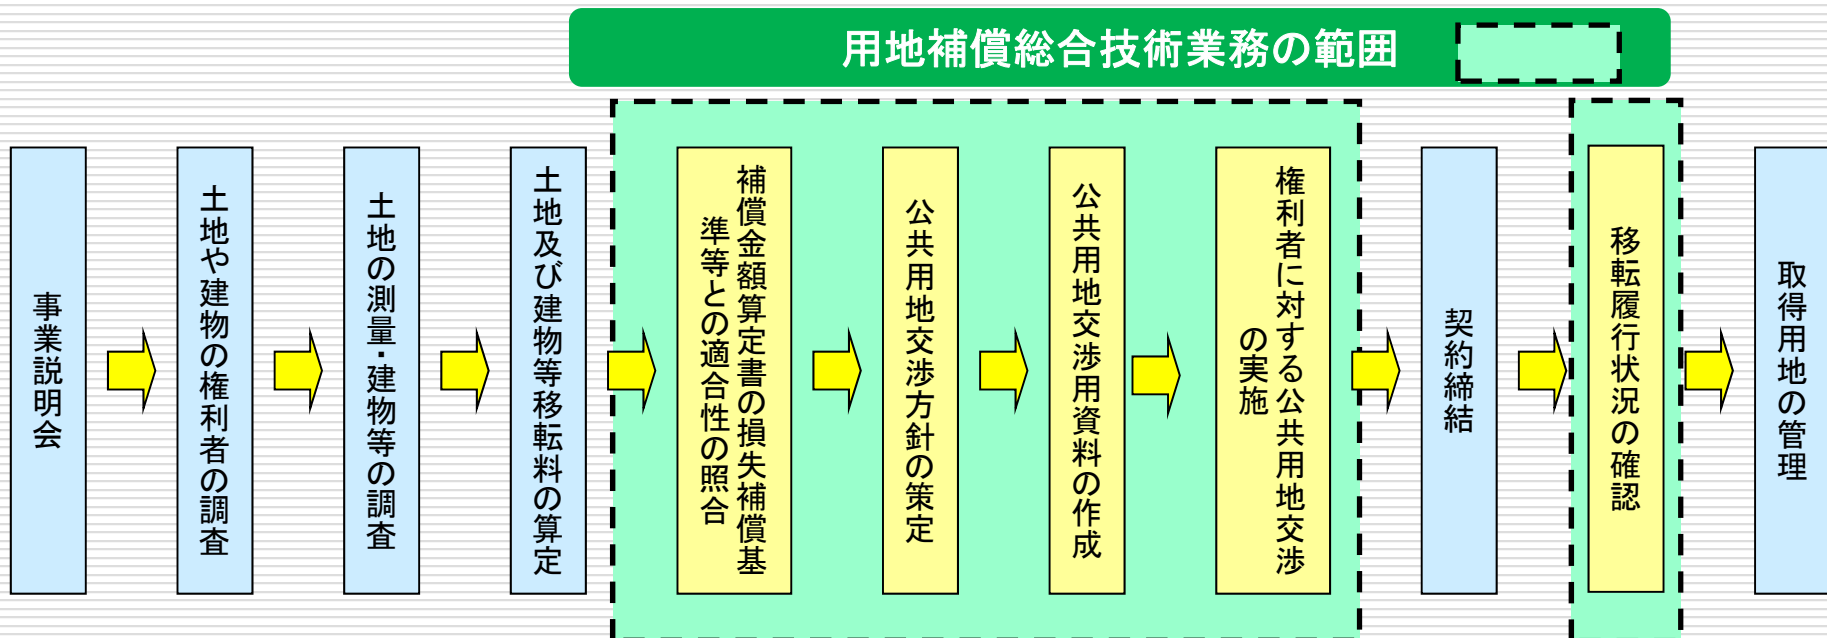 用地補償総合技術業務の範囲
事業説明会
土地や建物の権利者の調査
土地の測量・建物等の調査
土地及び建物等移転料の算定
補償金額算定書の損失補償基
準等との適合性の照合
公共用地交渉方針の策定
公共用地交渉用資料の作成
権利者に対する公共用地交渉
の実施
契約締結
移転履行状況の確認
取得用地の管理